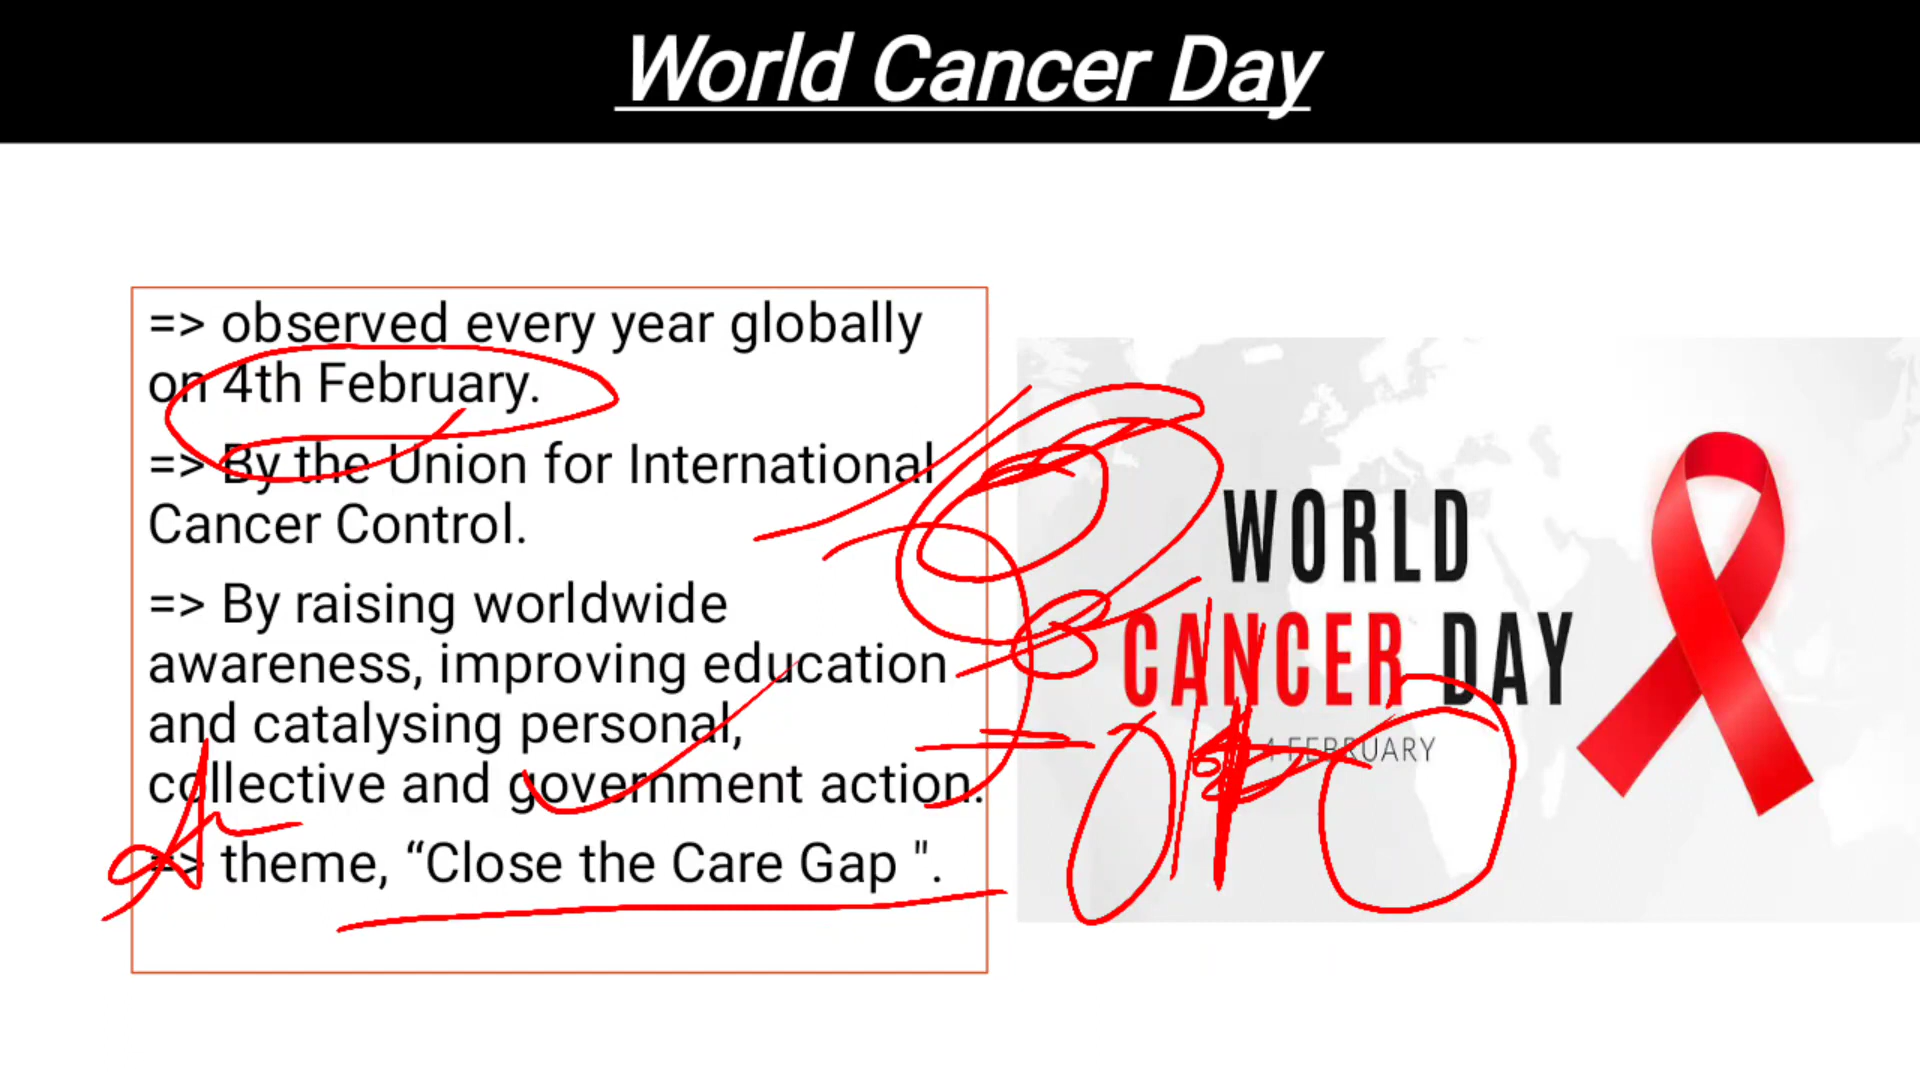 World Cancer Day
=> observed every year globally
on 4th February.
=> By the Union for International
Cancer Control.
=> By raising worldwide
awareness, improving education
and catalysing personal,
collective and government action.
=> theme, “Close the Care Gap ".
WORLD
CANCER DAY
4 FEBRUARY